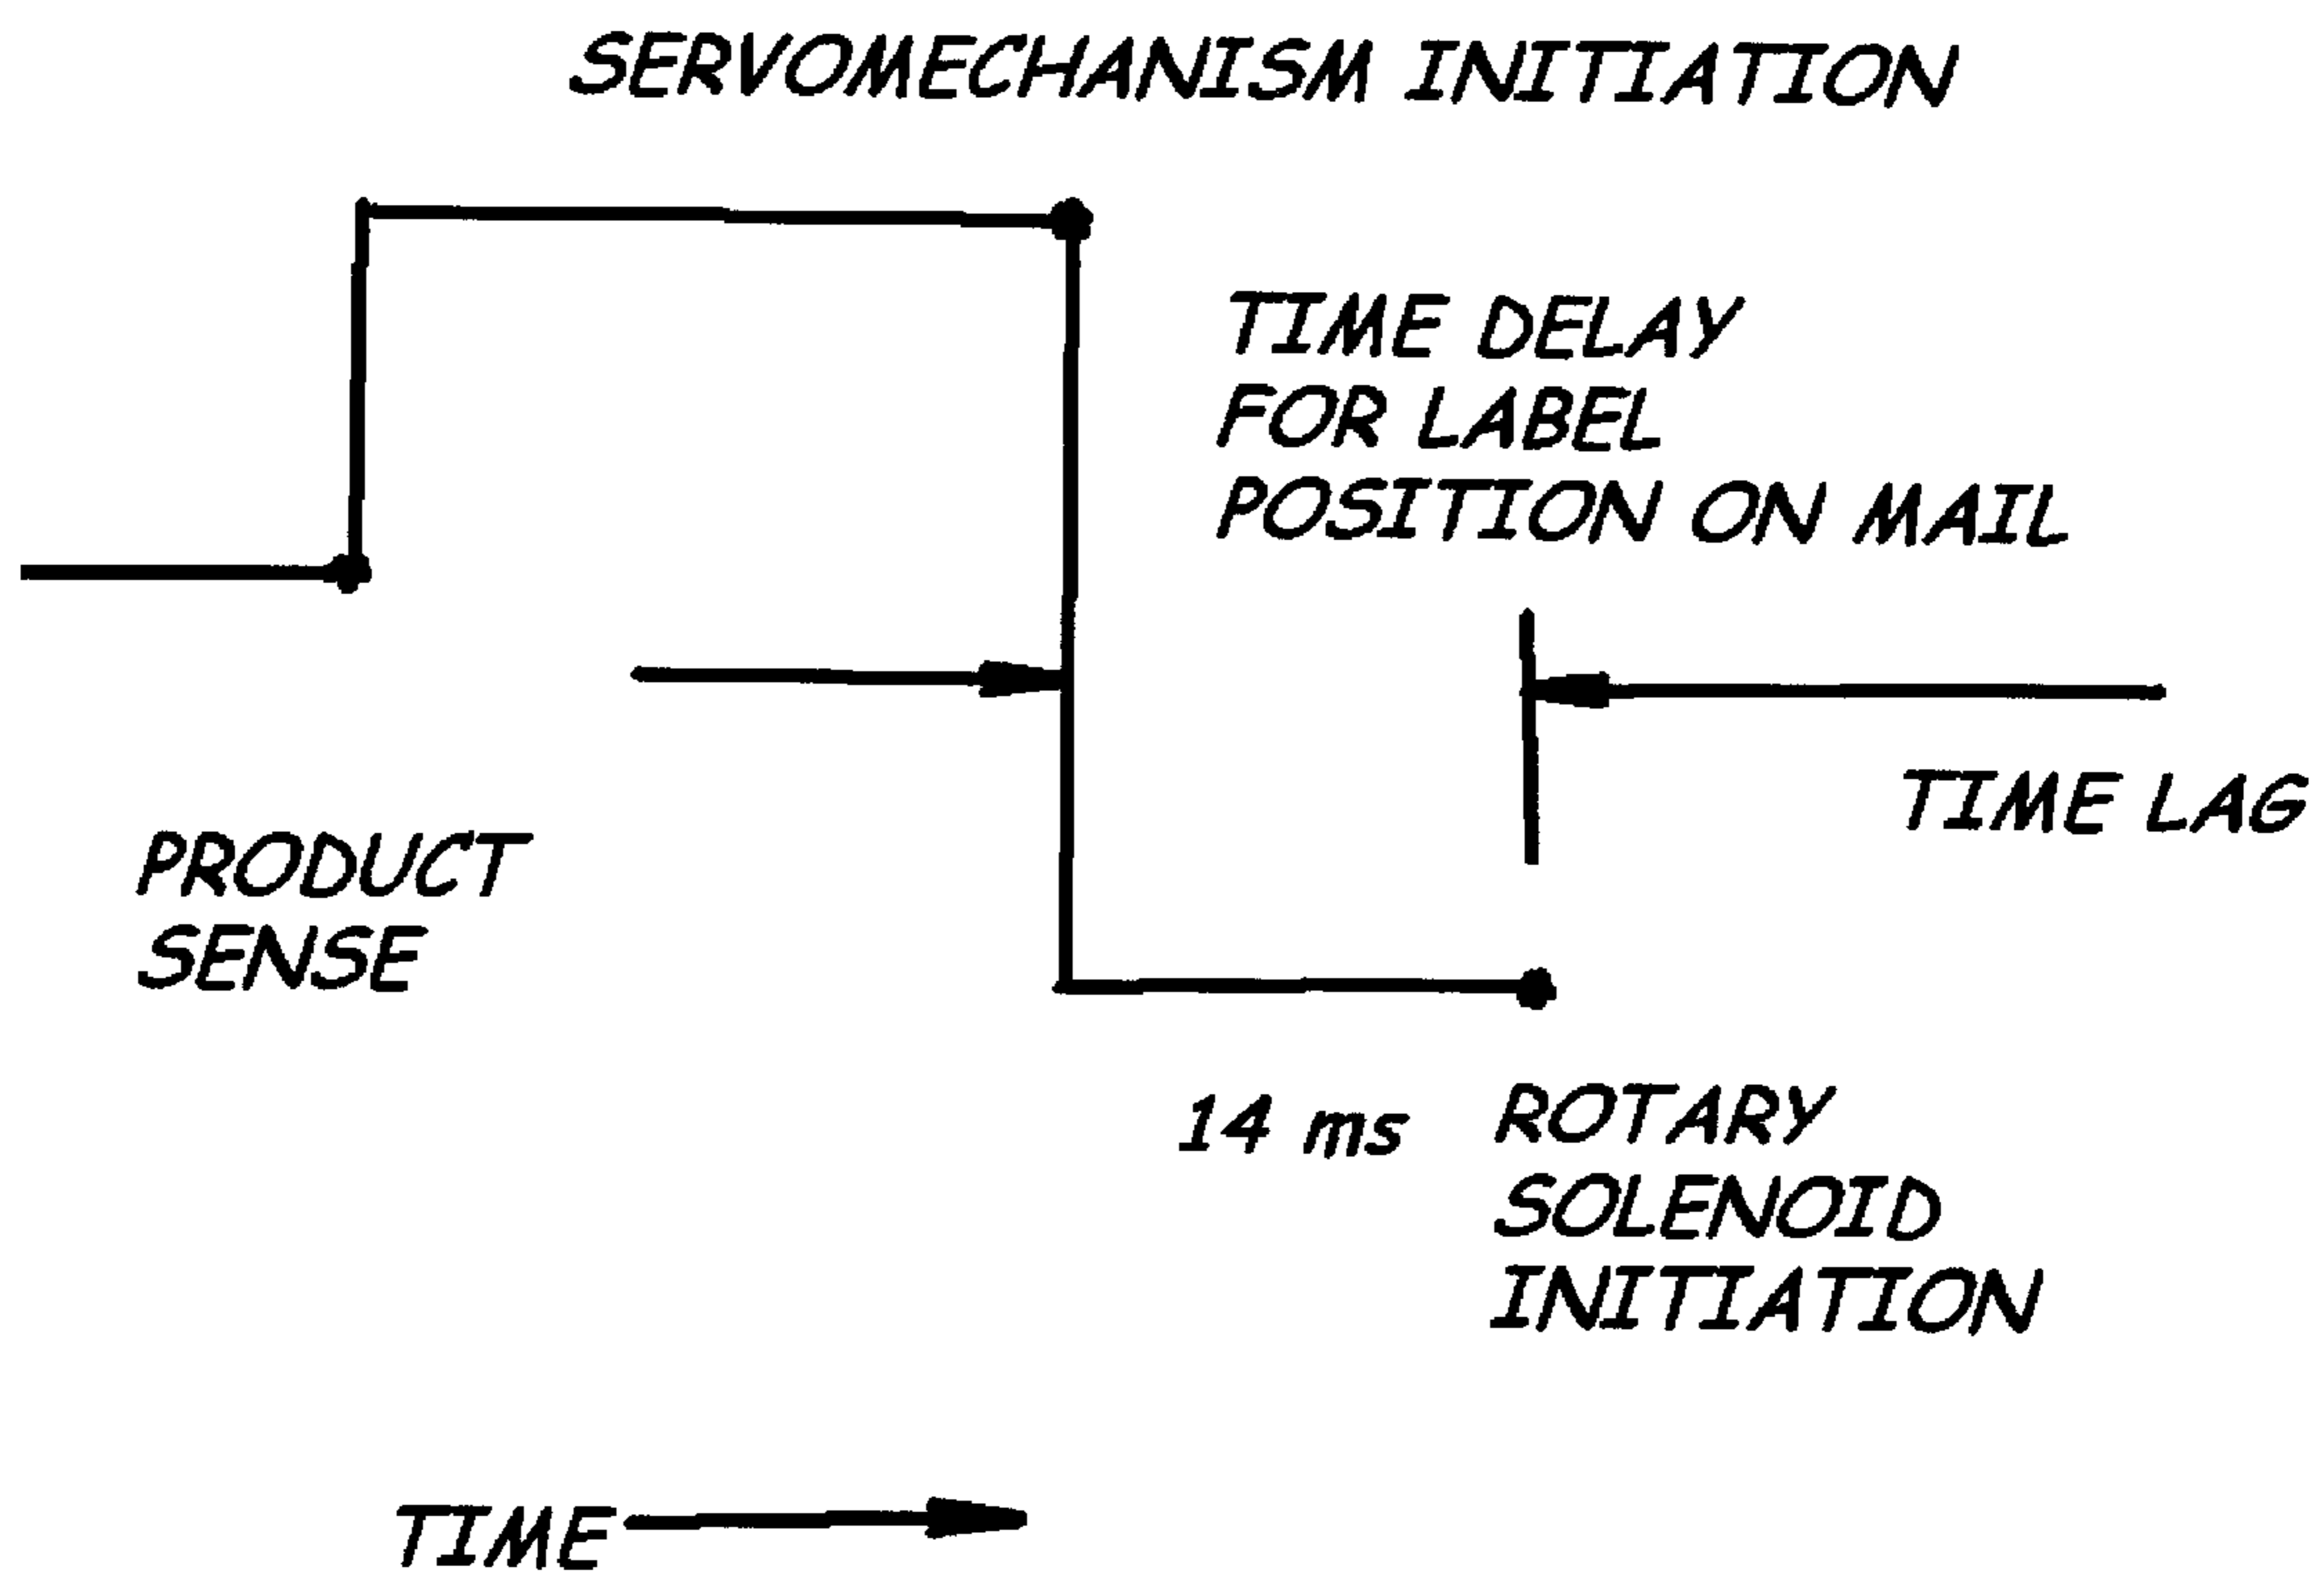 SERVOMECHANISM INITIATION
TIME DELAY
FOR LABEL
POSITION ON MAIL
TIME LAG
PRODUCT
SENSE
14 ms
ROTARY
SOLENOID
INITIATION
TIME